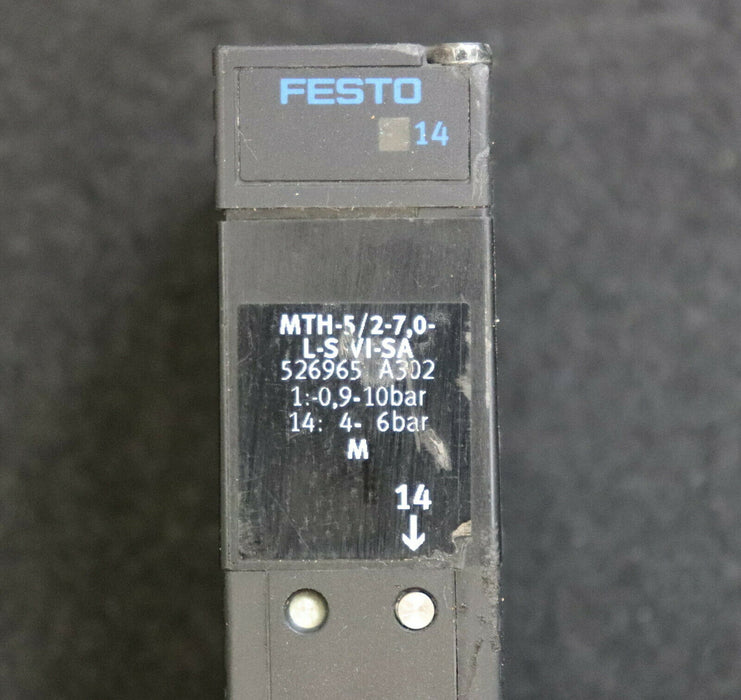 FESTO
14
MTH-5/2-7,0-
L-S VI-SA
526965 A302
1:-0,9-10bar
14: 4- 6bar
M
14
↓